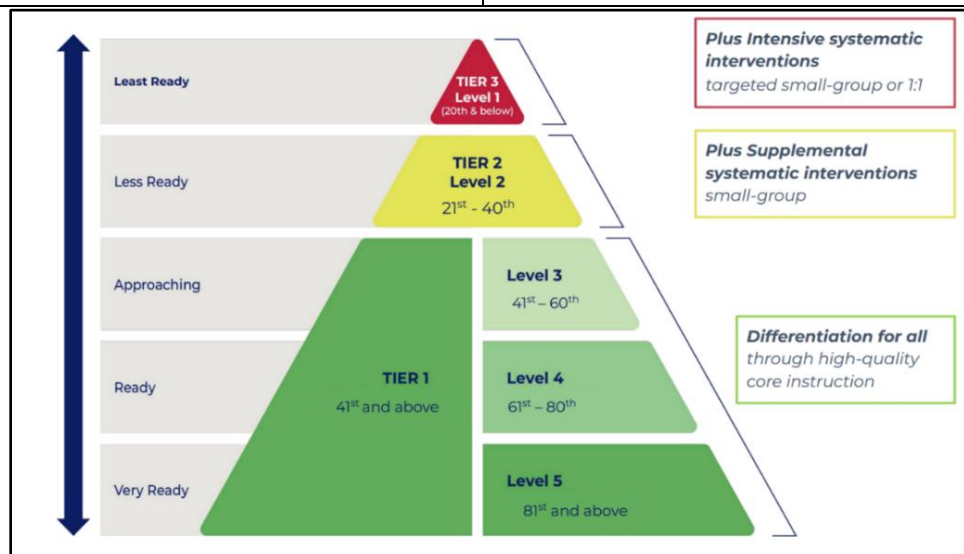 Least Ready
TIER 3
Level 1
(20th & below)
Plus Intensive systematic
interventions
targeted small-group or 1:1
Less Ready
TIER 2
Level 2
21st - 40th
Plus Supplemental
systematic interventions
small-group
Approaching
Ready
Very Ready
TIER 1
41st and above
Level 3
41st – 60th
Level 4
61st – 80th
Level 5
81st and above
Differentiation for all
through high-quality
core instruction